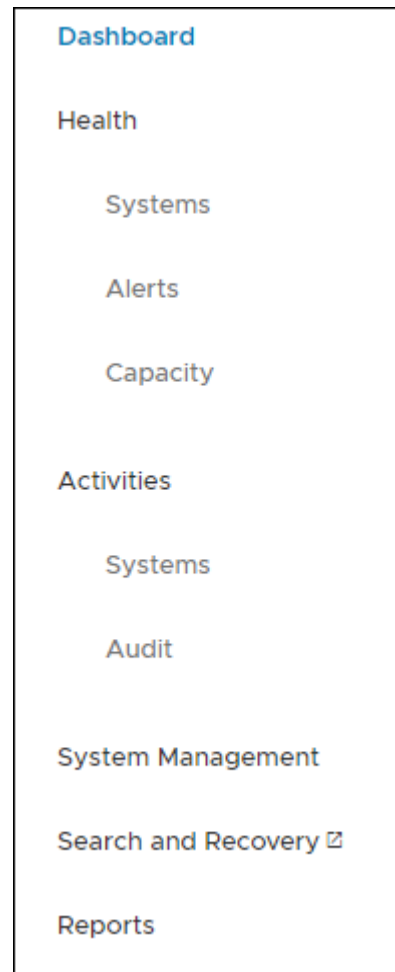 Dashboard
Health
Systems
Alerts
Capacity
Activities
Systems
Audit
System Management
Search and Recovery
Reports